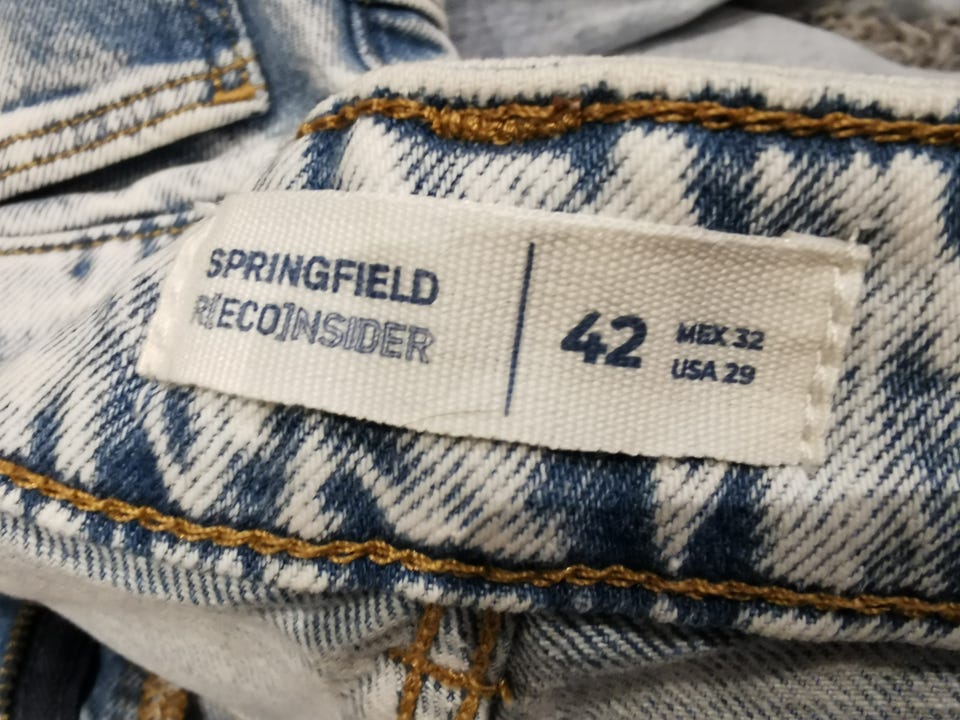 SPRINGFIELD
R[ECO]NSIDER
42
MEX 32
USA 29